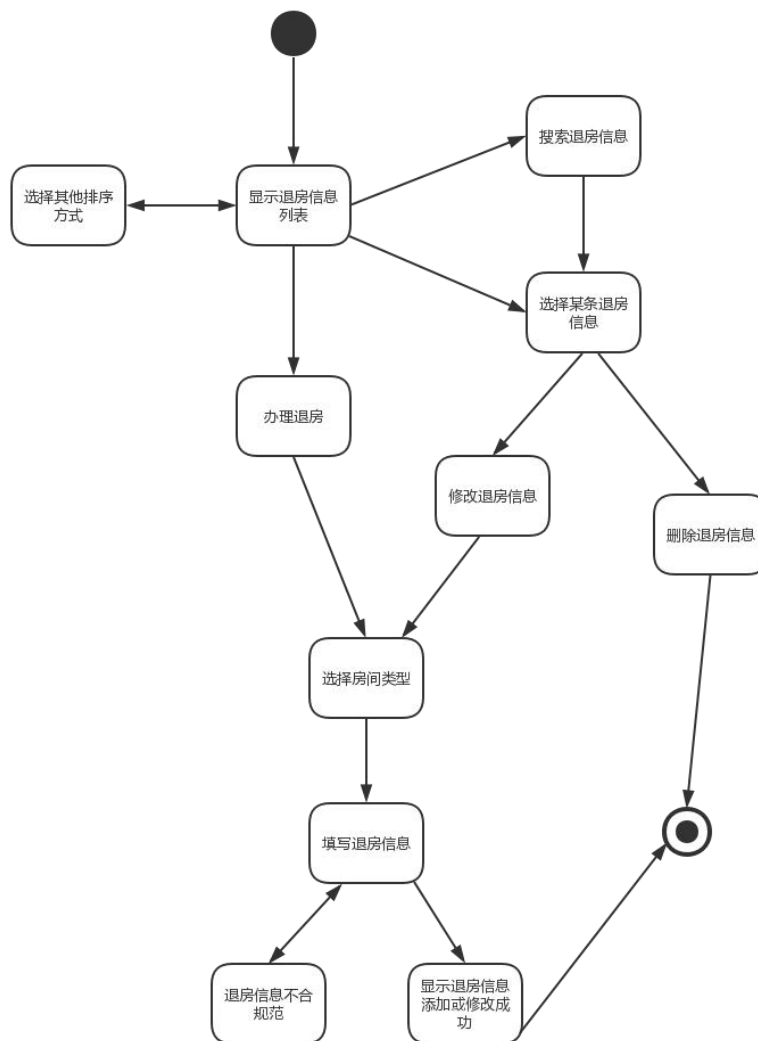 搜索退房信息
选择其他排序
方式
显示退房信息
列表
选择某条退房
信息
办理退房
修改退房信息
删除退房信息
选择房间类型
填写退房信息
退房信息不合
规范
显示退房信息
添加或修改成
功